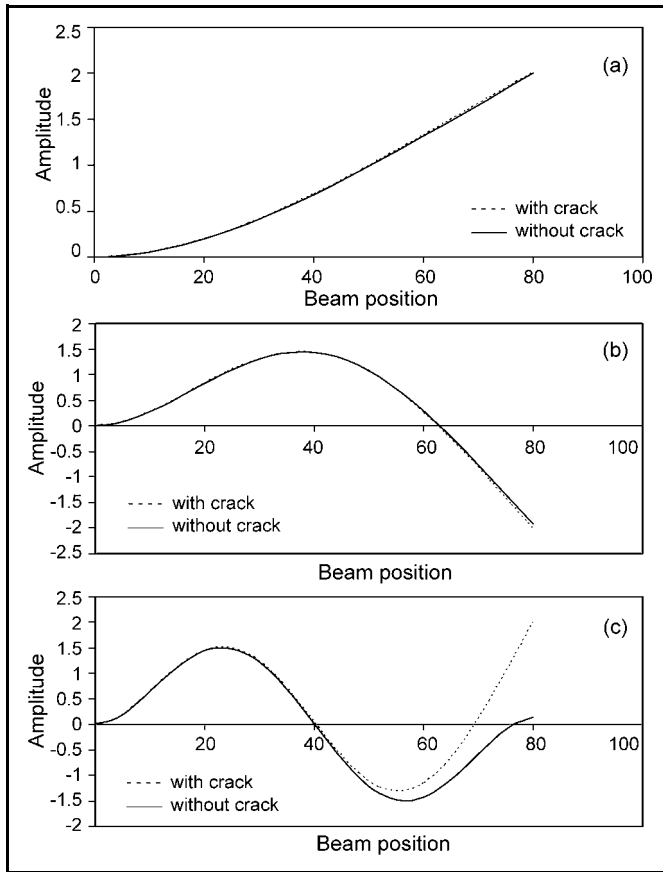 2.5
(a)
2
1.5
Amplitude
1
0.5
with crack
without crack
0
0 20 40 60 80 100
Beam position
2
(b)
1.5
1
0.5
Amplitude
0
20 40 60 80 100
-0.5
-1
-1.5
with crack
-2
without crack
-2.5
Beam position
2.5
2
(c)
1.5
1
Amplitude
0.5
0
20 40 60 80 100
-0.5
-1
with crack
-1.5
without crack
-2
Beam position